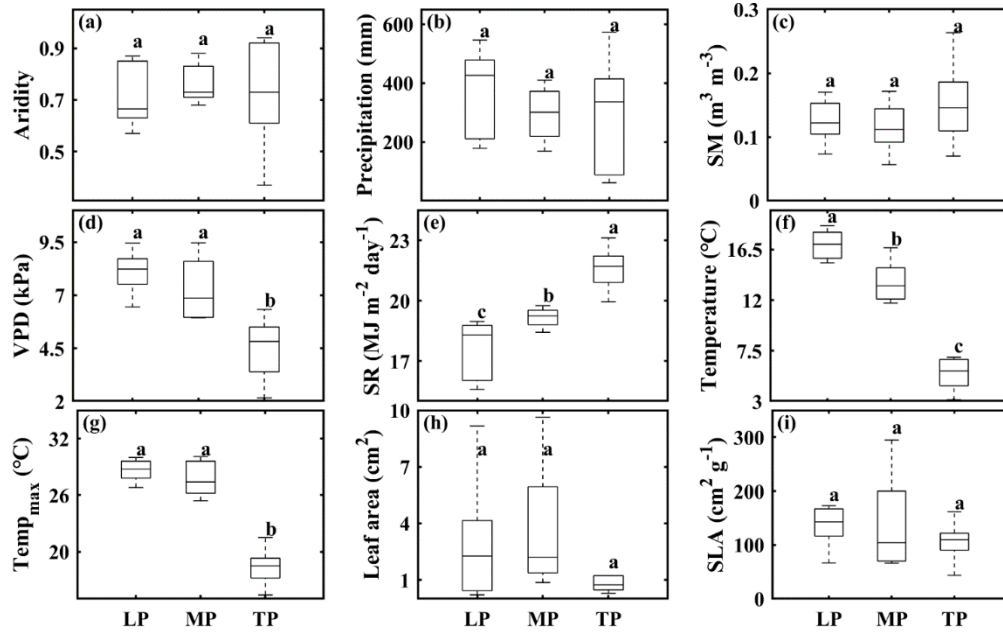 (a)
a
a
a
0.9
0.7
0.5
Aridity
(b)
a
a
a
600
400
200
Precipitation (mm)
(c)
a
a
a
0.3
0.2
0.1
0
SM (m³ m⁻³)
(d)
a
a
b
9.5
7
4.5
2
VPD (kPa)
(e)
c
b
a
23
20
17
SR (MJ m⁻² day⁻¹)
(f)
a
b
c
16.5
12
7.5
3
Temperature (°C)
(g)
a
a
b
32
26
20
Temp_max (°C)
LP MP TP
(h)
a
a
a
10
7
4
1
Leaf area (cm²)
LP MP TP
(i)
a
a
a
300
200
100
0
SLA (cm² g⁻¹)
LP MP TP